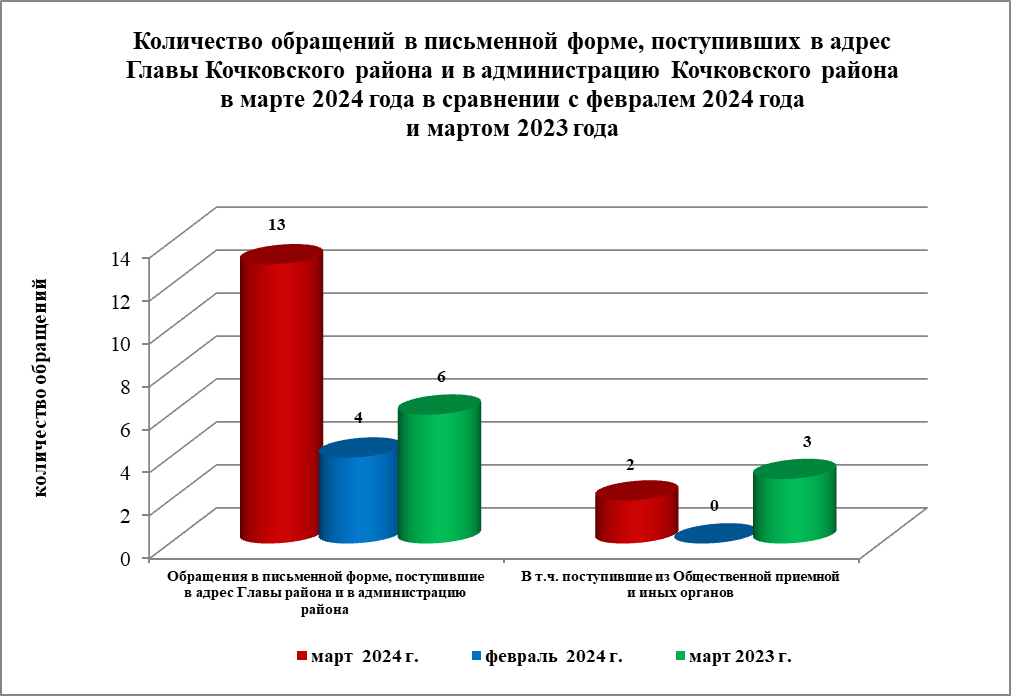 Количество обращений в письменной форме, поступивших в адрес
Главы Кочковского района и в администрацию Кочковского района
в марте 2024 года в сравнении с февралем 2024 года
и мартом 2023 года
количество обращений
14
12
10
8
6
4
2
0
13
4
6
2
0
3
Обращения в письменной форме, поступившие
в адрес Главы района и в администрацию
района
В т.ч. поступившие из Общественной приемной
и иных органов
март 2024 г.
февраль 2024 г.
март 2023 г.